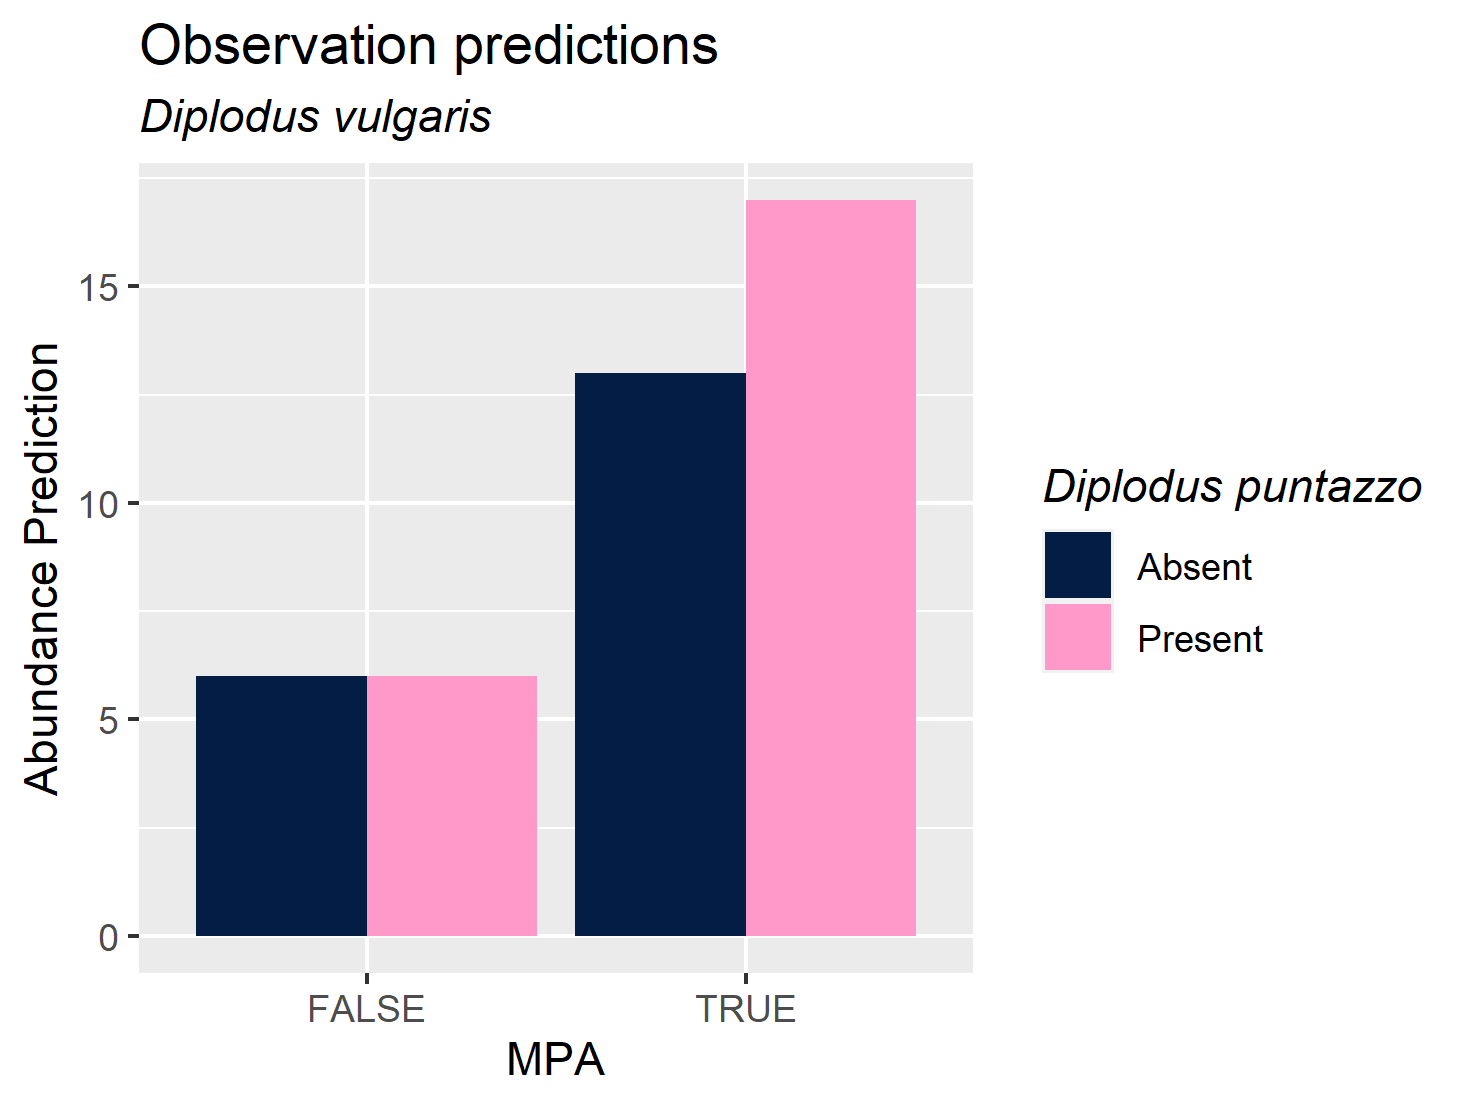 Observation predictions
Diplodus vulgaris
Abundance Prediction
15
10
5
0
FALSE
TRUE
MPA
Diplodus puntazzo
Absent
Present